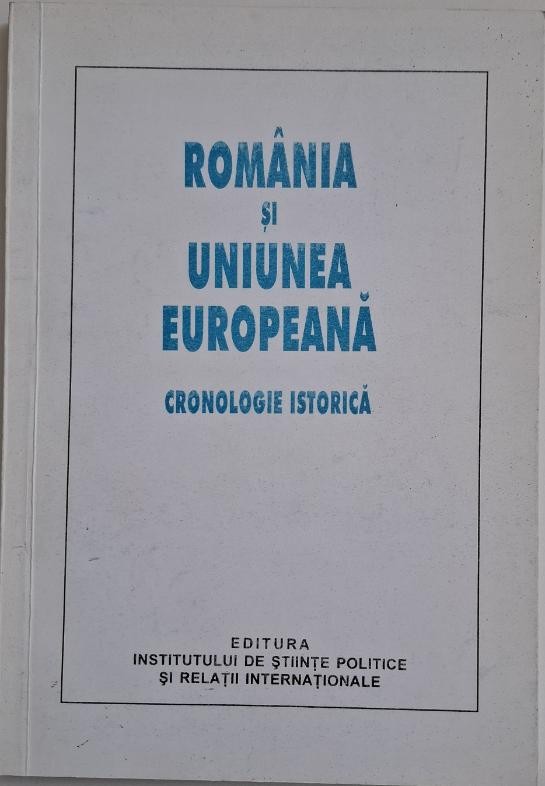 ROMÂNIA
ȘI
UNIUNEA
EUROPEANĂ
CRONOLOGIE ISTORICĂ
EDITURA
INSTITUTULUI DE ȘTIINȚE POLITICE
ȘI RELAȚII INTERNAȚIONALE